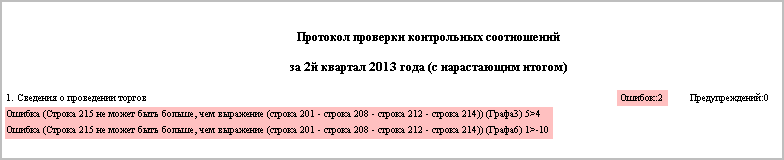 Протокол проверки контрольных соотношений
за 2й квартал 2013 года (с нарастающим итогом)
1. Сведения о проведении торгов Ошибок:2 Предупреждений:0
Ошибка (Строка 215 не может быть больше, чем выражение (строка 201 - строка 208 - строка 212 - строка 214)) (Графа3) 5>4
Ошибка (Строка 215 не может быть больше, чем выражение (строка 201 - строка 208 - строка 212 - строка 214)) (Графа6) 1>-10